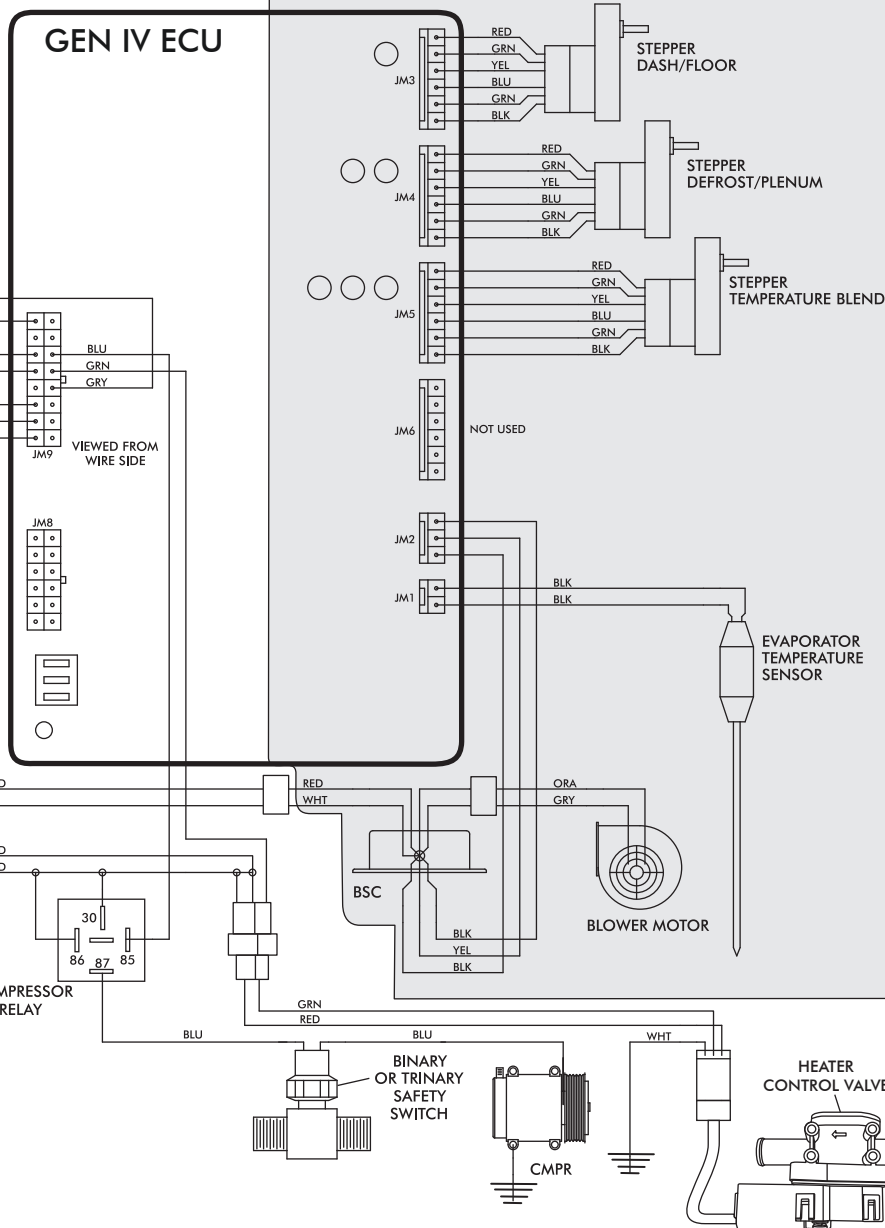 GEN IV ECU
JM3
RED
GRN
YEL
BLU
GRN
BLK
STEPPER
DASH/FLOOR
JM4
RED
GRN
YEL
BLU
GRN
BLK
STEPPER
DEFROST/PLENUM
JM5
RED
GRN
YEL
BLU
GRN
BLK
STEPPER
TEMPERATURE BLEND
BLU
GRN
GRY
JM9
VIEWED FROM
WIRE SIDE
JM6
NOT USED
JM8
JM2
JM1
BLK
BLK
EVAPORATOR
TEMPERATURE
SENSOR
D
RED
WHT
ORA
GRY
D
D
BSC
BLOWER MOTOR
30
86
87
85
BLK
YEL
BLK
MPRESSOR
RELAY
GRN
RED
BLU
BLU
WHT
BINARY
OR TRINARY
SAFETY
SWITCH
CMPR
HEATER
CONTROL VALVE